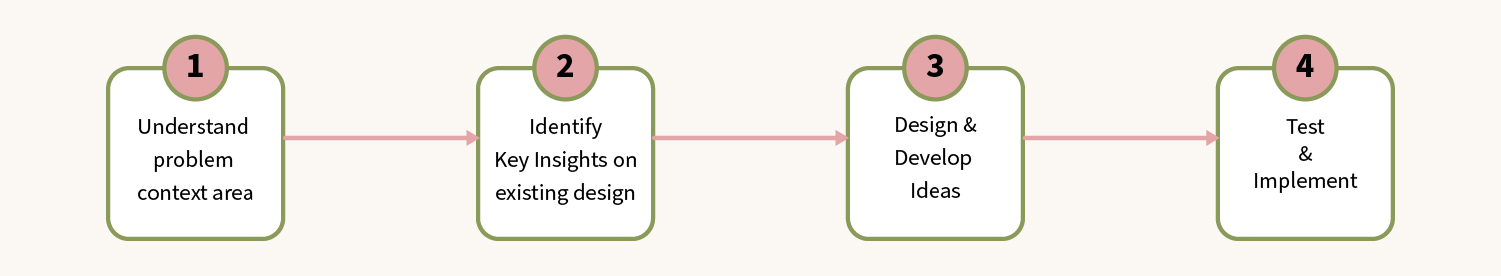 1
Understand
problem
context area
2
Identify
Key Insights on
existing design
3
Design &
Develop
Ideas
4
Test
&
Implement